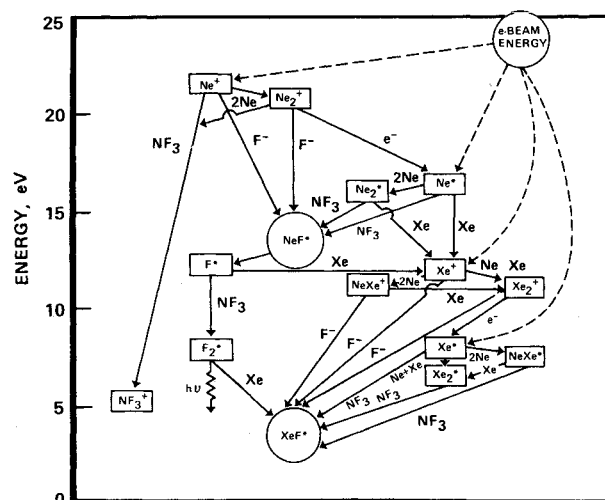 ENERGY, eV
25
20
15
10
5
0
e-BEAM
ENERGY
Ne⁺
2Ne
Ne₂⁺
NF₃
F⁻
F⁻
e⁻
Ne₂*
2Ne
Ne*
NF₃
NF₃
Xe
Xe
NeF*
F*
Xe
Xe⁺
Ne
Xe
NeXe⁺
2Ne
Xe
Xe₂⁺
NF₃
F⁻
F⁻
F⁻
e⁻
F₂*
Xe*
2Ne
NeXe*
Ne+Xe
Xe₂*
Xe
hυ
Xe
NF₃
NF₃
NF₃
NF₃⁺
XeF*